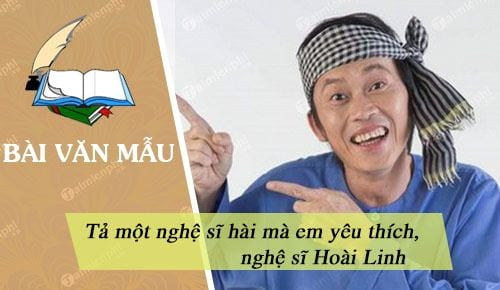 BÀI VĂN MẪU
Tả một nghệ sĩ hài mà em yêu thích,
nghệ sĩ Hoài Linh